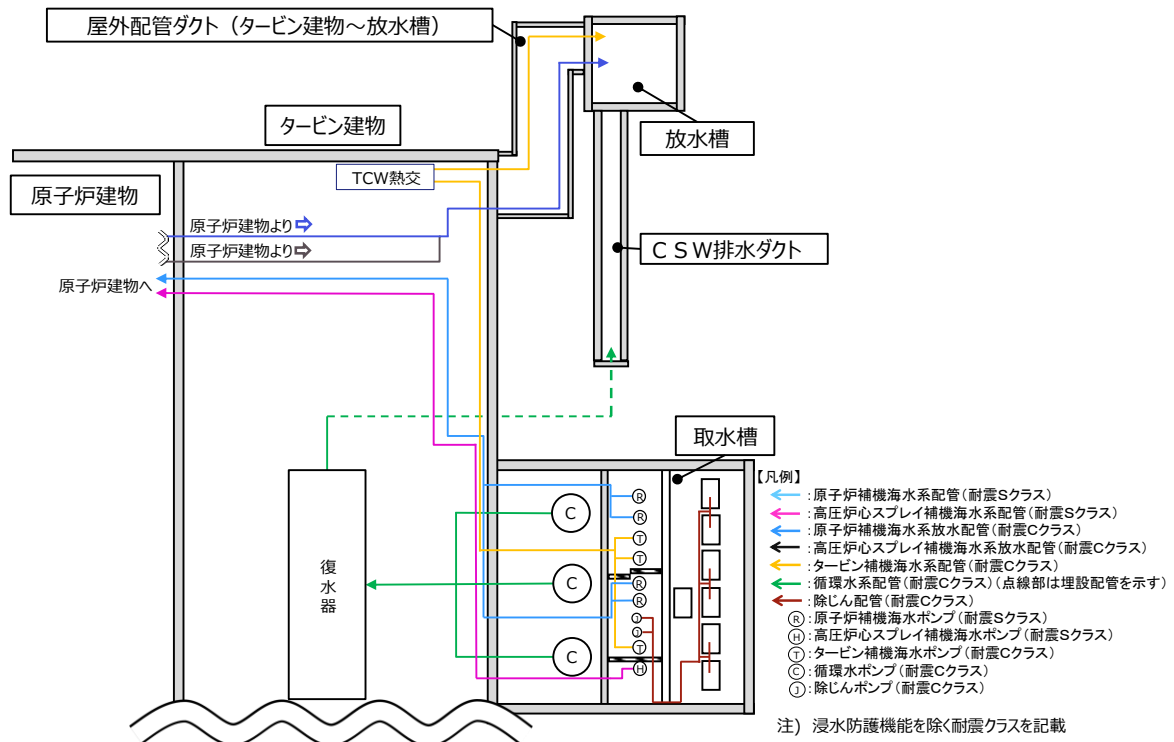 屋外配管ダクト（タービン建物～放水槽）
タービン建物
放水槽
原子炉建物
TCW熱交
原子炉建物より
原子炉建物より
原子炉建物へ
ＣＳＷ排水ダクト
取水槽
復水器
C
C
C
R
R
T
T
R
R
J
J
T
H
【凡例】
：原子炉補機海水系配管（耐震Sクラス）
：高圧炉心スプレイ補機海水系配管（耐震Sクラス）
：原子炉補機海水系放水配管（耐震Cクラス）
：高圧炉心スプレイ補機海水系放水配管（耐震Cクラス）
：タービン補機海水系配管（耐震Cクラス）
：循環水系配管（耐震Cクラス）（点線部は埋設配管を示す）
：除じん配管（耐震Cクラス）
R：原子炉補機海水ポンプ（耐震Sクラス）
H：高圧炉心スプレイ補機海水ポンプ（耐震Sクラス）
T：タービン補機海水ポンプ（耐震Cクラス）
C：循環水ポンプ（耐震Cクラス）
J：除じんポンプ（耐震Cクラス）
注）浸水防護機能を除く耐震クラスを記載